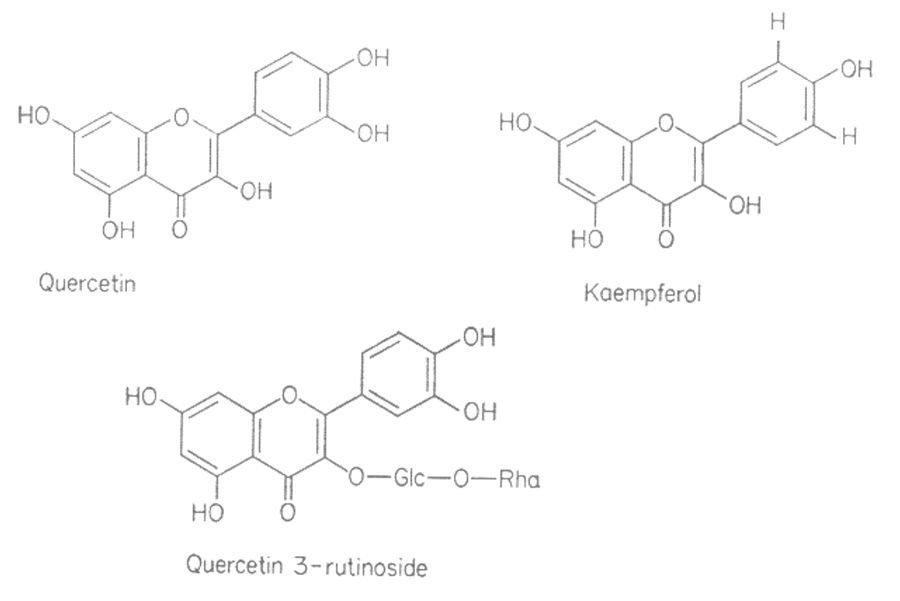 OH
HO
O
OH
OH
OH
O
Quercetin
H
OH
HO
O
H
OH
HO
O
Kaempferol
OH
HO
O
OH
O—Glc—O—Rha
HO
O
Quercetin 3-rutinoside